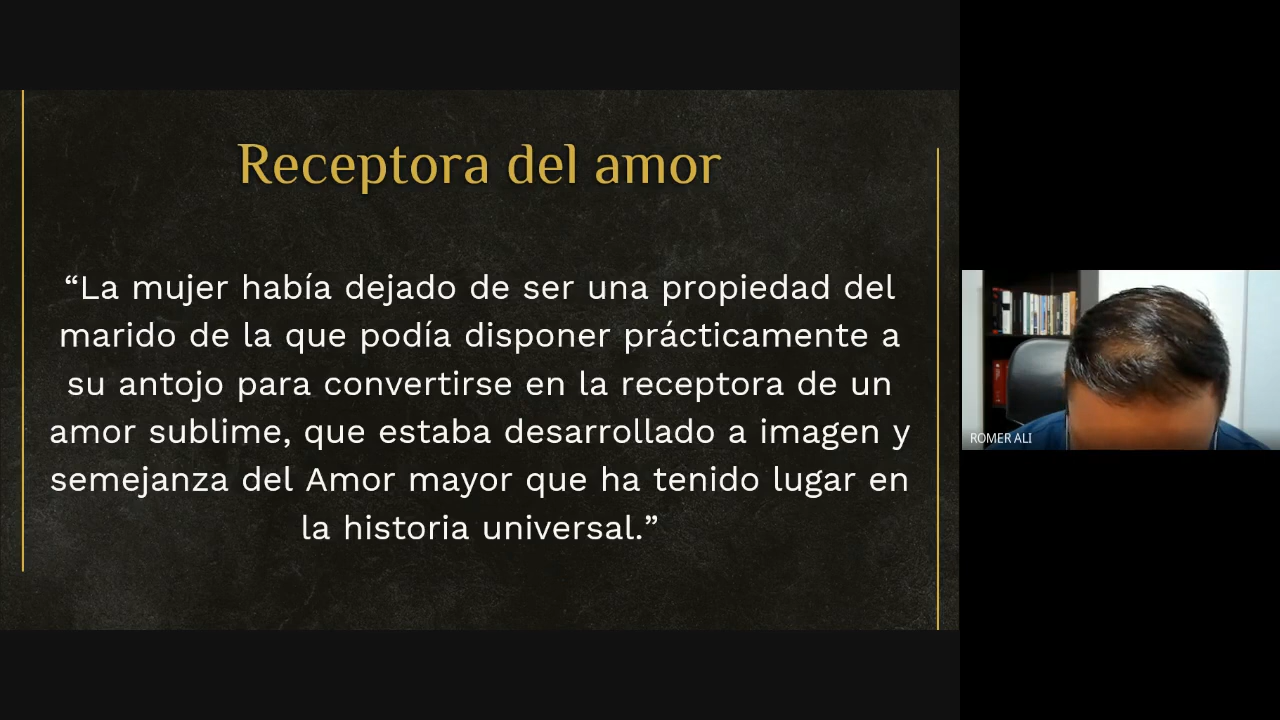 Receptora del amor
“La mujer había dejado de ser una propiedad del
marido de la que podía disponer prácticamente a
su antojo para convertirse en la receptora de un
amor sublime, que estaba desarrollado a imagen y
semejanza del Amor mayor que ha tenido lugar en
la historia universal.”
ROMER ALI